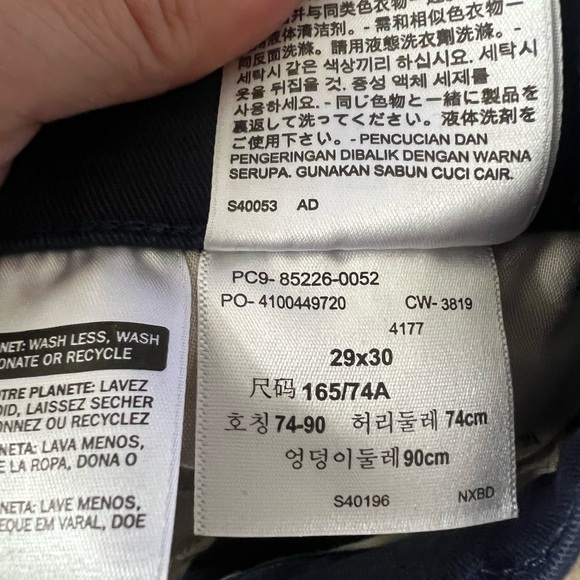 并与同类色衣物一
液体清洁剂。- 需和相似色衣物一
同反面洗滌。請用液態洗衣劑洗滌
세탁시 같은 색상끼리 하십시요. 세탁시
옷을 뒤집을 것. 중성 액체 세제를
사용하세요. - 同じ色物と一緒に製品を
裏返して洗ってください。液体洗剤を
ご使用下さい。- PENCUCIAN DAN
PENGERINGAN DIBALIK DENGAN WARNA
SERUPA. GUNAKAN SABUN CUCI CAIR.
S40053 AD
PC9- 85226-0052
PO- 4100449720 CW- 3819
4177
29x30
尺码 165/74A
호칭 74-90 허리둘레 74cm
엉덩이둘레 90cm
S40196 NXBD
NET: WASH LESS, WASH
ONATE OR RECYCLE
TRE PLANETE: LAVEZ
OID, LAISSEZ SECHER
ONNEZ OU RECYCLEZ
NETA: LAVA MENOS,
LA ROPA, DONA O
NETA: LAVE MENOS,
EQUE EM VARAL, DOE